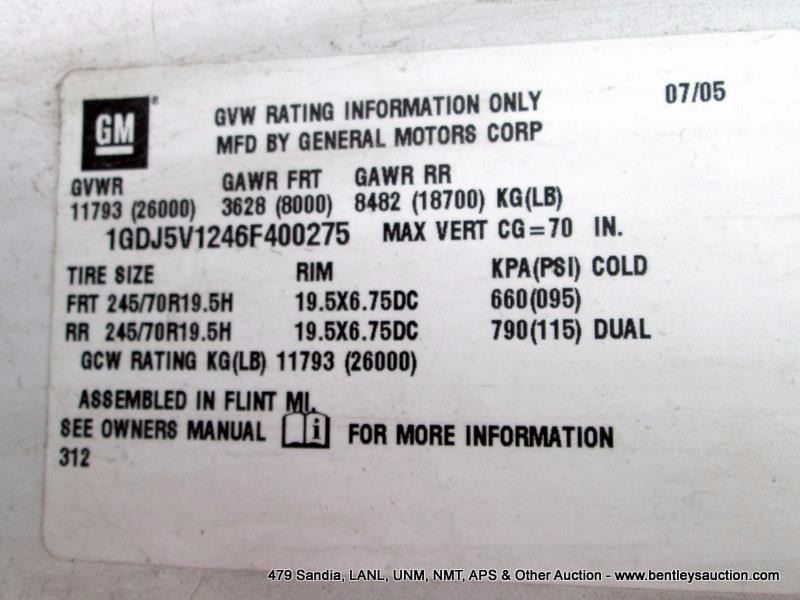 GM ®
GVW RATING INFORMATION ONLY 07/05
MFD BY GENERAL MOTORS CORP
GVWR GAWR FRT GAWR RR
11793 (26000) 3628 (8000) 8482 (18700) KG(LB)
1GDJ5V1246F400275 MAX VERT CG=70 IN.
TIRE SIZE RIM KPA(PSI) COLD
FRT 245/70R19.5H 19.5X6.75DC 660(095)
RR 245/70R19.5H 19.5X6.75DC 790(115) DUAL
GCW RATING KG(LB) 11793 (26000)
ASSEMBLED IN FLINT MI.
SEE OWNERS MANUAL i FOR MORE INFORMATION
312
479 Sandia, LANL, UNM, NMT, APS & Other Auction - www.bentleysauction.com